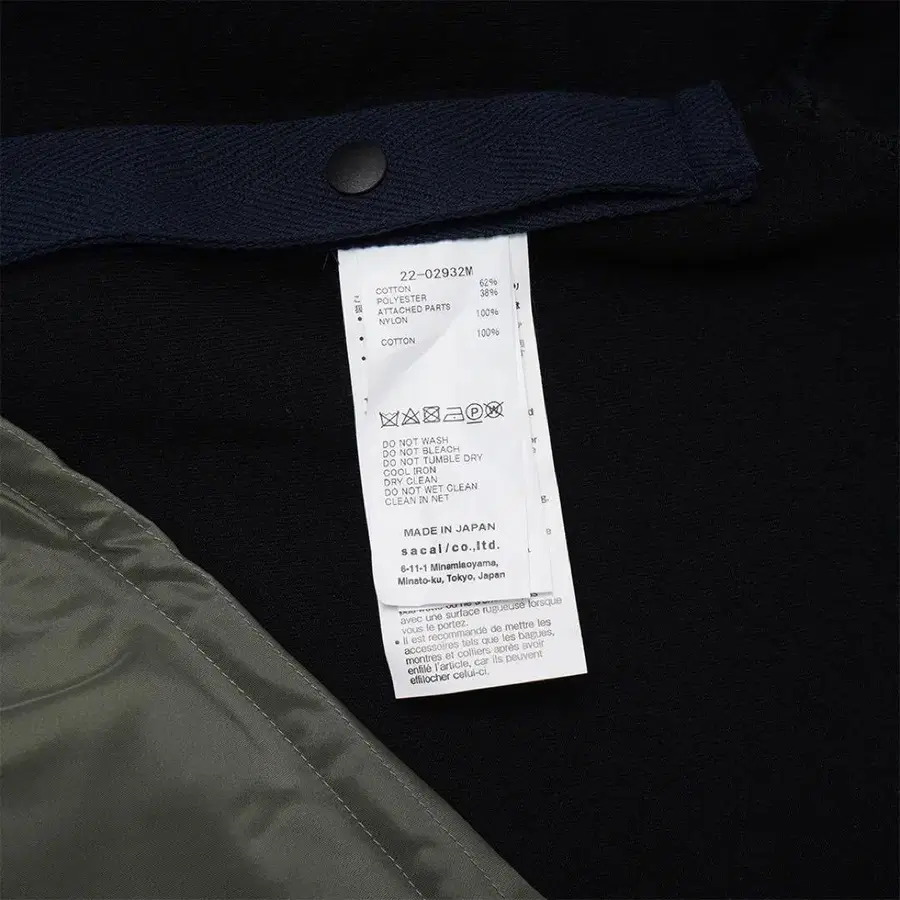 22-02932M
COTTON 62%
POLYESTER 38%
ATTACHED PARTS
NYLON 100%
COTTON 100%
DO NOT WASH
DO NOT BLEACH
DO NOT TUMBLE DRY
COOL IRON
DRY CLEAN
DO NOT WET CLEAN
CLEAN IN NET
MADE IN JAPAN
sacai/co.,ltd.
6-11-1 Minamiaoyama,
Minato-ku, Tokyo, Japan
avec une surface rugueuse lorsque
vous le portez.
• Il est recommandé de mettre les
accessoires tels que les bagues,
montres et colliers après avoir
enfilé l'article, car ils peuvent
effilocher celui-ci.